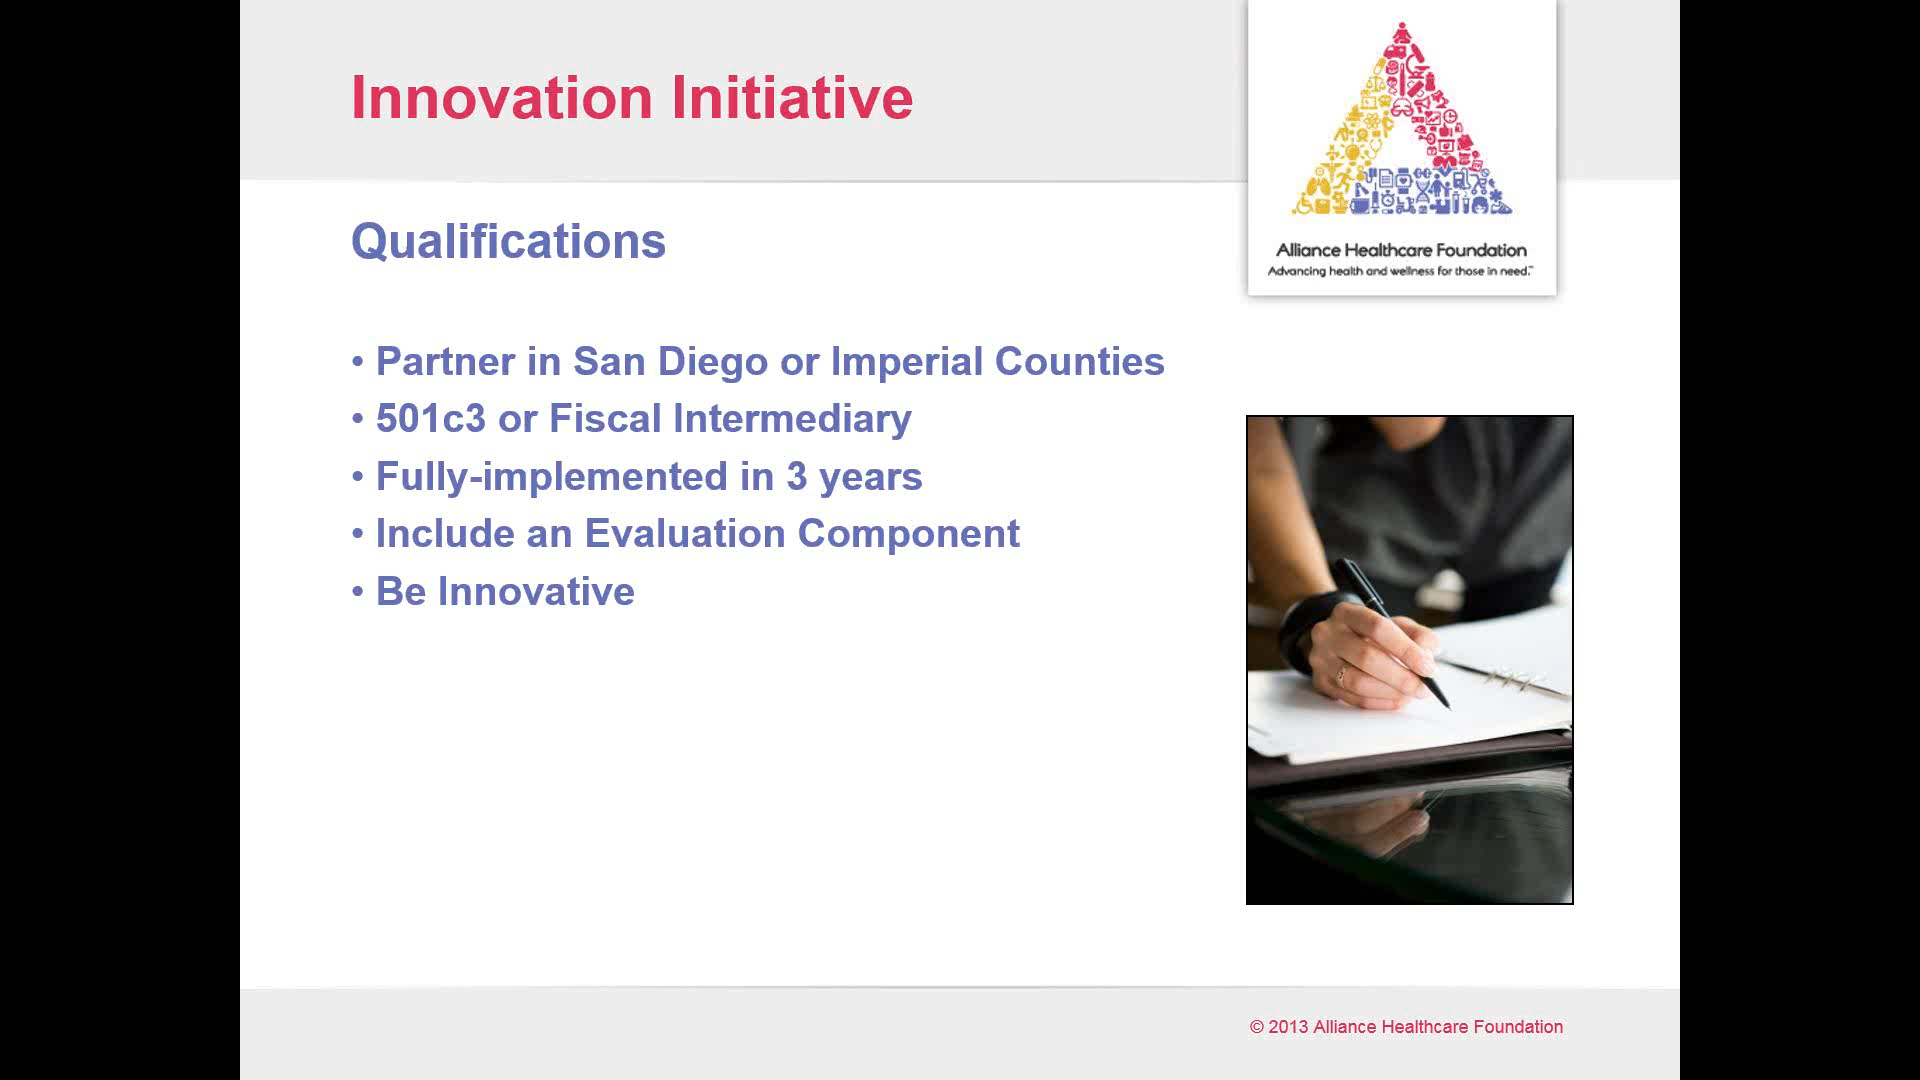 Innovation Initiative
Alliance Healthcare Foundation
Advancing health and wellness for those in need.™
Qualifications
• Partner in San Diego or Imperial Counties
• 501c3 or Fiscal Intermediary
• Fully-implemented in 3 years
• Include an Evaluation Component
• Be Innovative
© 2013 Alliance Healthcare Foundation